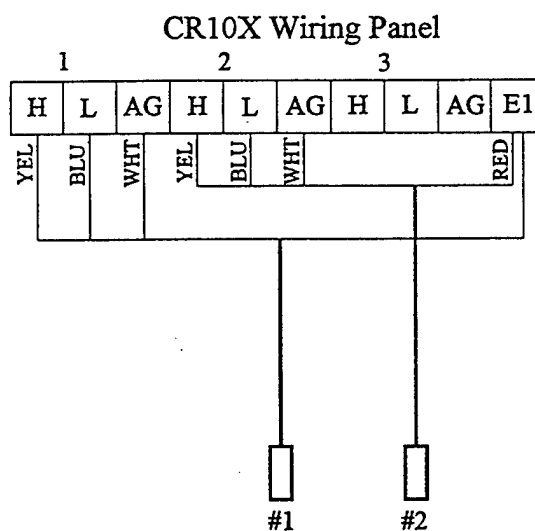 CR10X Wiring Panel
1 2 3
H L AG H L AG H L AG E1
YEL BLU WHT YEL BLU WHT RED
#1 #2